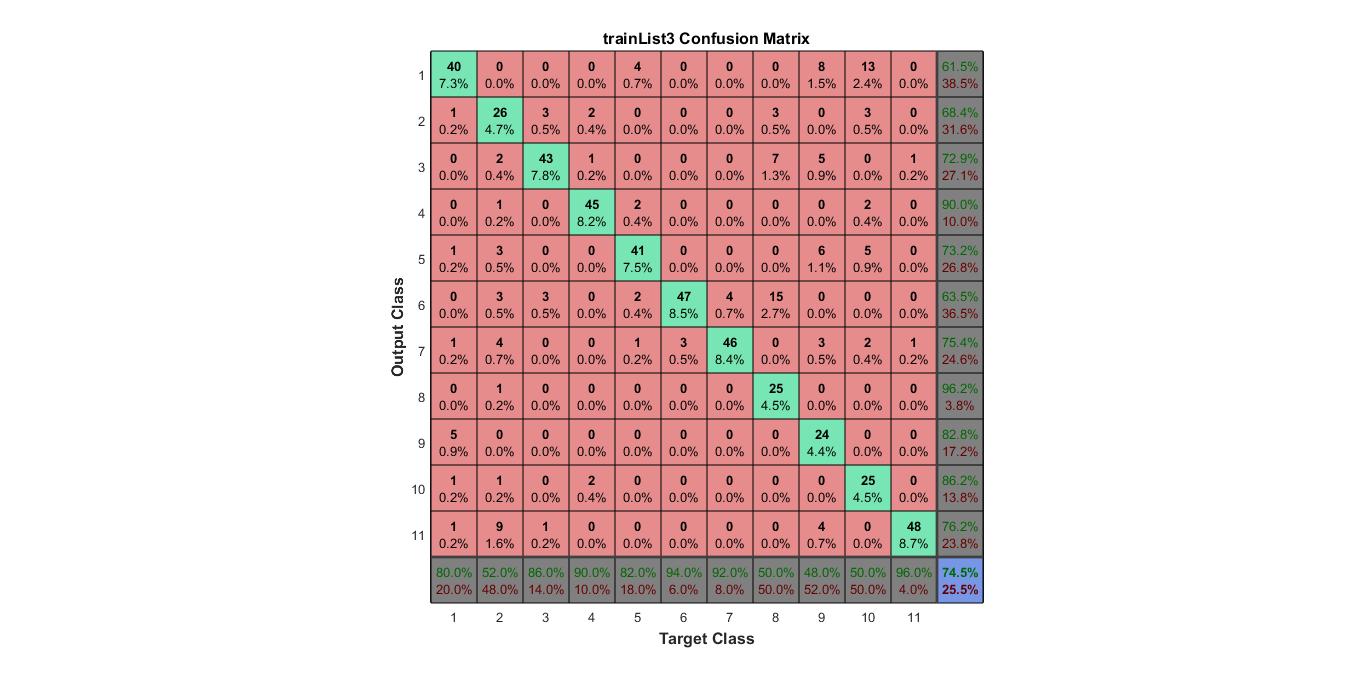 trainList3 Confusion Matrix
40 0 0 0 4 0 0 0 8 13 0 61.5%
1
7.3% 0.0% 0.0% 0.0% 0.7% 0.0% 0.0% 0.0% 1.5% 2.4% 0.0% 38.5%
1 26 3 2 0 0 0 3 0 3 0 68.4%
2
0.2% 4.7% 0.5% 0.4% 0.0% 0.0% 0.0% 0.5% 0.0% 0.5% 0.0% 31.6%
0 2 43 1 0 0 0 7 5 0 1 72.9%
3
0.0% 0.4% 7.8% 0.2% 0.0% 0.0% 0.0% 1.3% 0.9% 0.0% 0.2% 27.1%
0 1 0 45 2 0 0 0 0 2 0 90.0%
4
0.0% 0.2% 0.0% 8.2% 0.4% 0.0% 0.0% 0.0% 0.0% 0.4% 0.0% 10.0%
1 3 0 0 41 0 0 0 6 5 0 73.2%
5
0.2% 0.5% 0.0% 0.0% 7.5% 0.0% 0.0% 0.0% 1.1% 0.9% 0.0% 26.8%
0 3 3 0 2 47 4 15 0 0 0 63.5%
6
0.0% 0.5% 0.5% 0.0% 0.4% 8.5% 0.7% 2.7% 0.0% 0.0% 0.0% 36.5%
Output Class
1 4 0 0 1 3 46 0 3 2 1 75.4%
7
0.2% 0.7% 0.0% 0.0% 0.2% 0.5% 8.4% 0.0% 0.5% 0.4% 0.2% 24.6%
0 1 0 0 0 0 0 25 0 0 0 96.2%
8
0.0% 0.2% 0.0% 0.0% 0.0% 0.0% 0.0% 4.5% 0.0% 0.0% 0.0% 3.8%
5 0 0 0 0 0 0 0 24 0 0 82.8%
9
0.9% 0.0% 0.0% 0.0% 0.0% 0.0% 0.0% 0.0% 4.4% 0.0% 0.0% 17.2%
1 1 0 2 0 0 0 0 0 25 0 86.2%
10
0.2% 0.2% 0.0% 0.4% 0.0% 0.0% 0.0% 0.0% 0.0% 4.5% 0.0% 13.8%
1 9 1 0 0 0 0 0 4 0 48 76.2%
11
0.2% 1.6% 0.2% 0.0% 0.0% 0.0% 0.0% 0.0% 0.7% 0.0% 8.7% 23.8%
80.0% 52.0% 86.0% 90.0% 82.0% 94.0% 92.0% 50.0% 48.0% 50.0% 96.0% 74.5%
20.0% 48.0% 14.0% 10.0% 18.0% 6.0% 8.0% 50.0% 52.0% 50.0% 4.0% 25.5%
1 2 3 4 5 6 7 8 9 10 11
Target Class